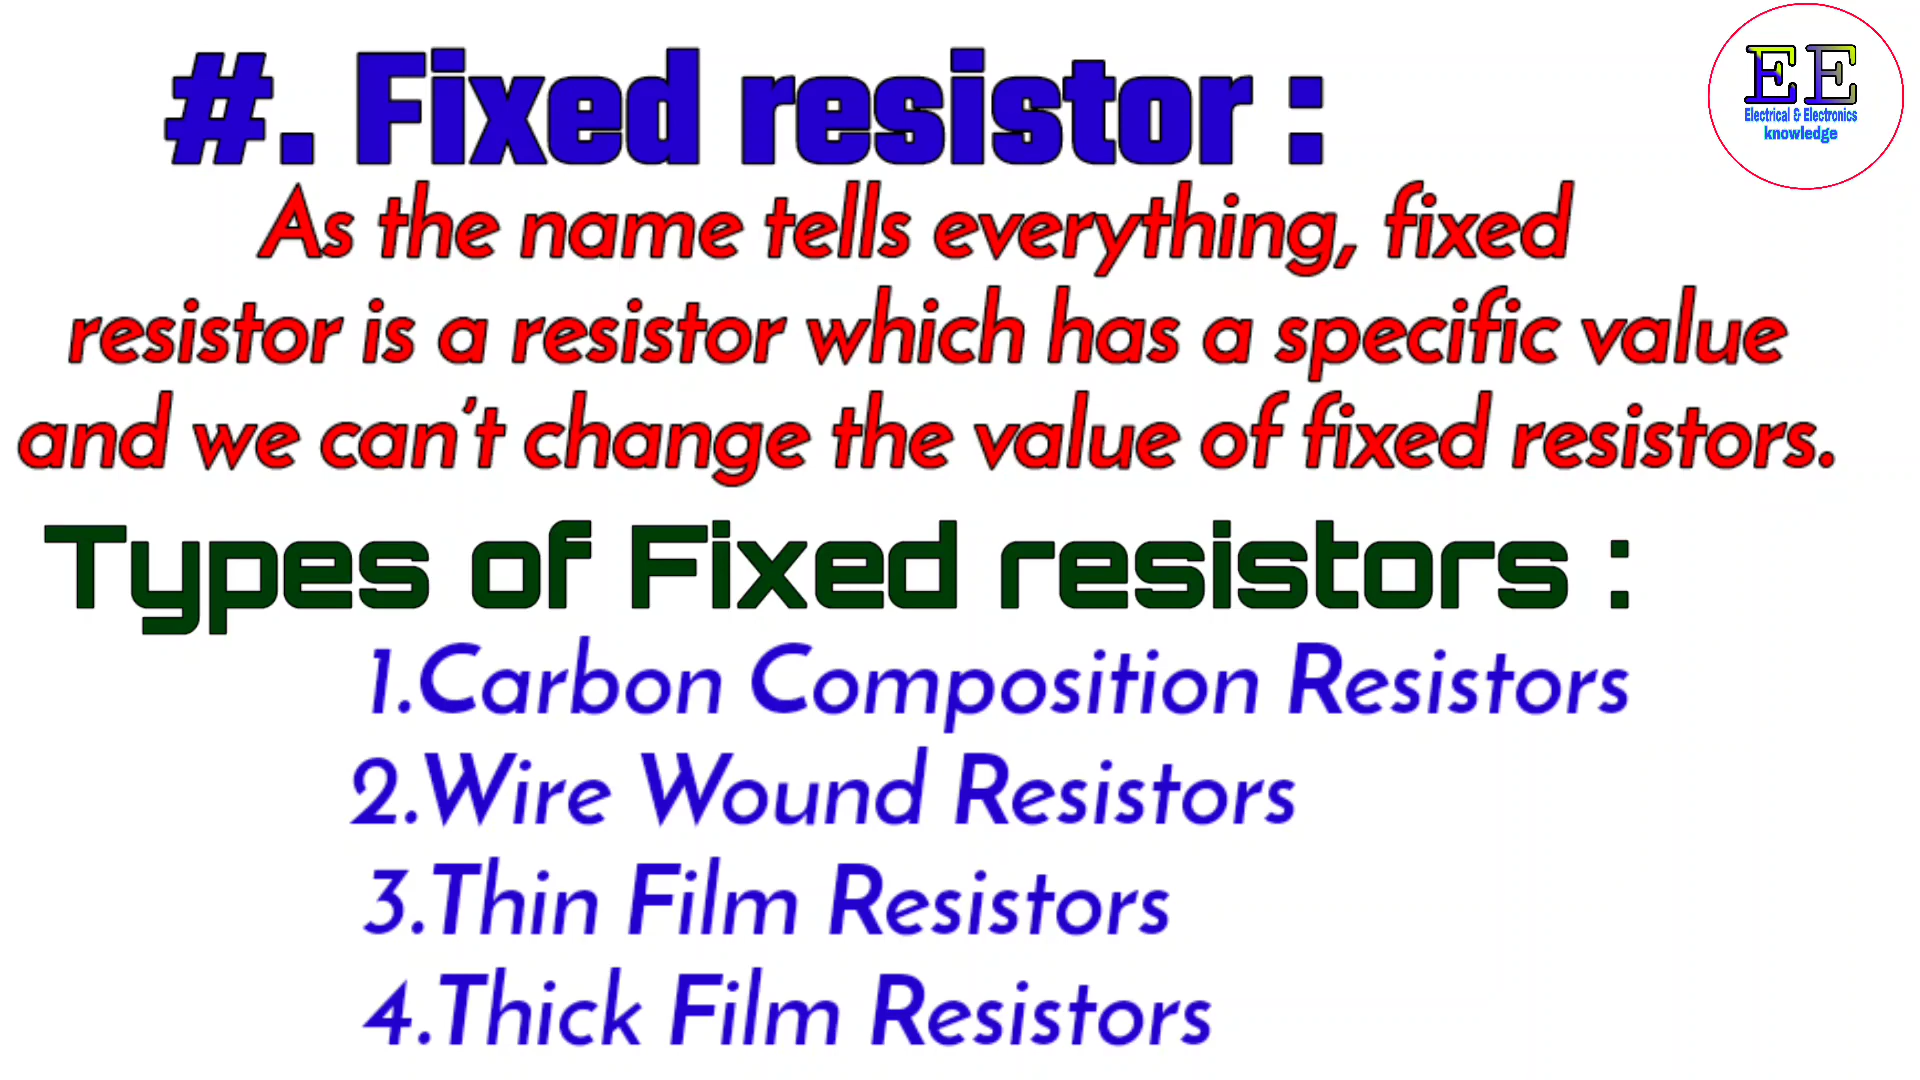 #. Fixed resistor :
EE
Electrical & Electronics
knowledge
As the name tells everything, fixed
resistor is a resistor which has a specific value
and we can't change the value of fixed resistors.
Types of Fixed resistors :
1.Carbon Composition Resistors
2.Wire Wound Resistors
3.Thin Film Resistors
4.Thick Film Resistors